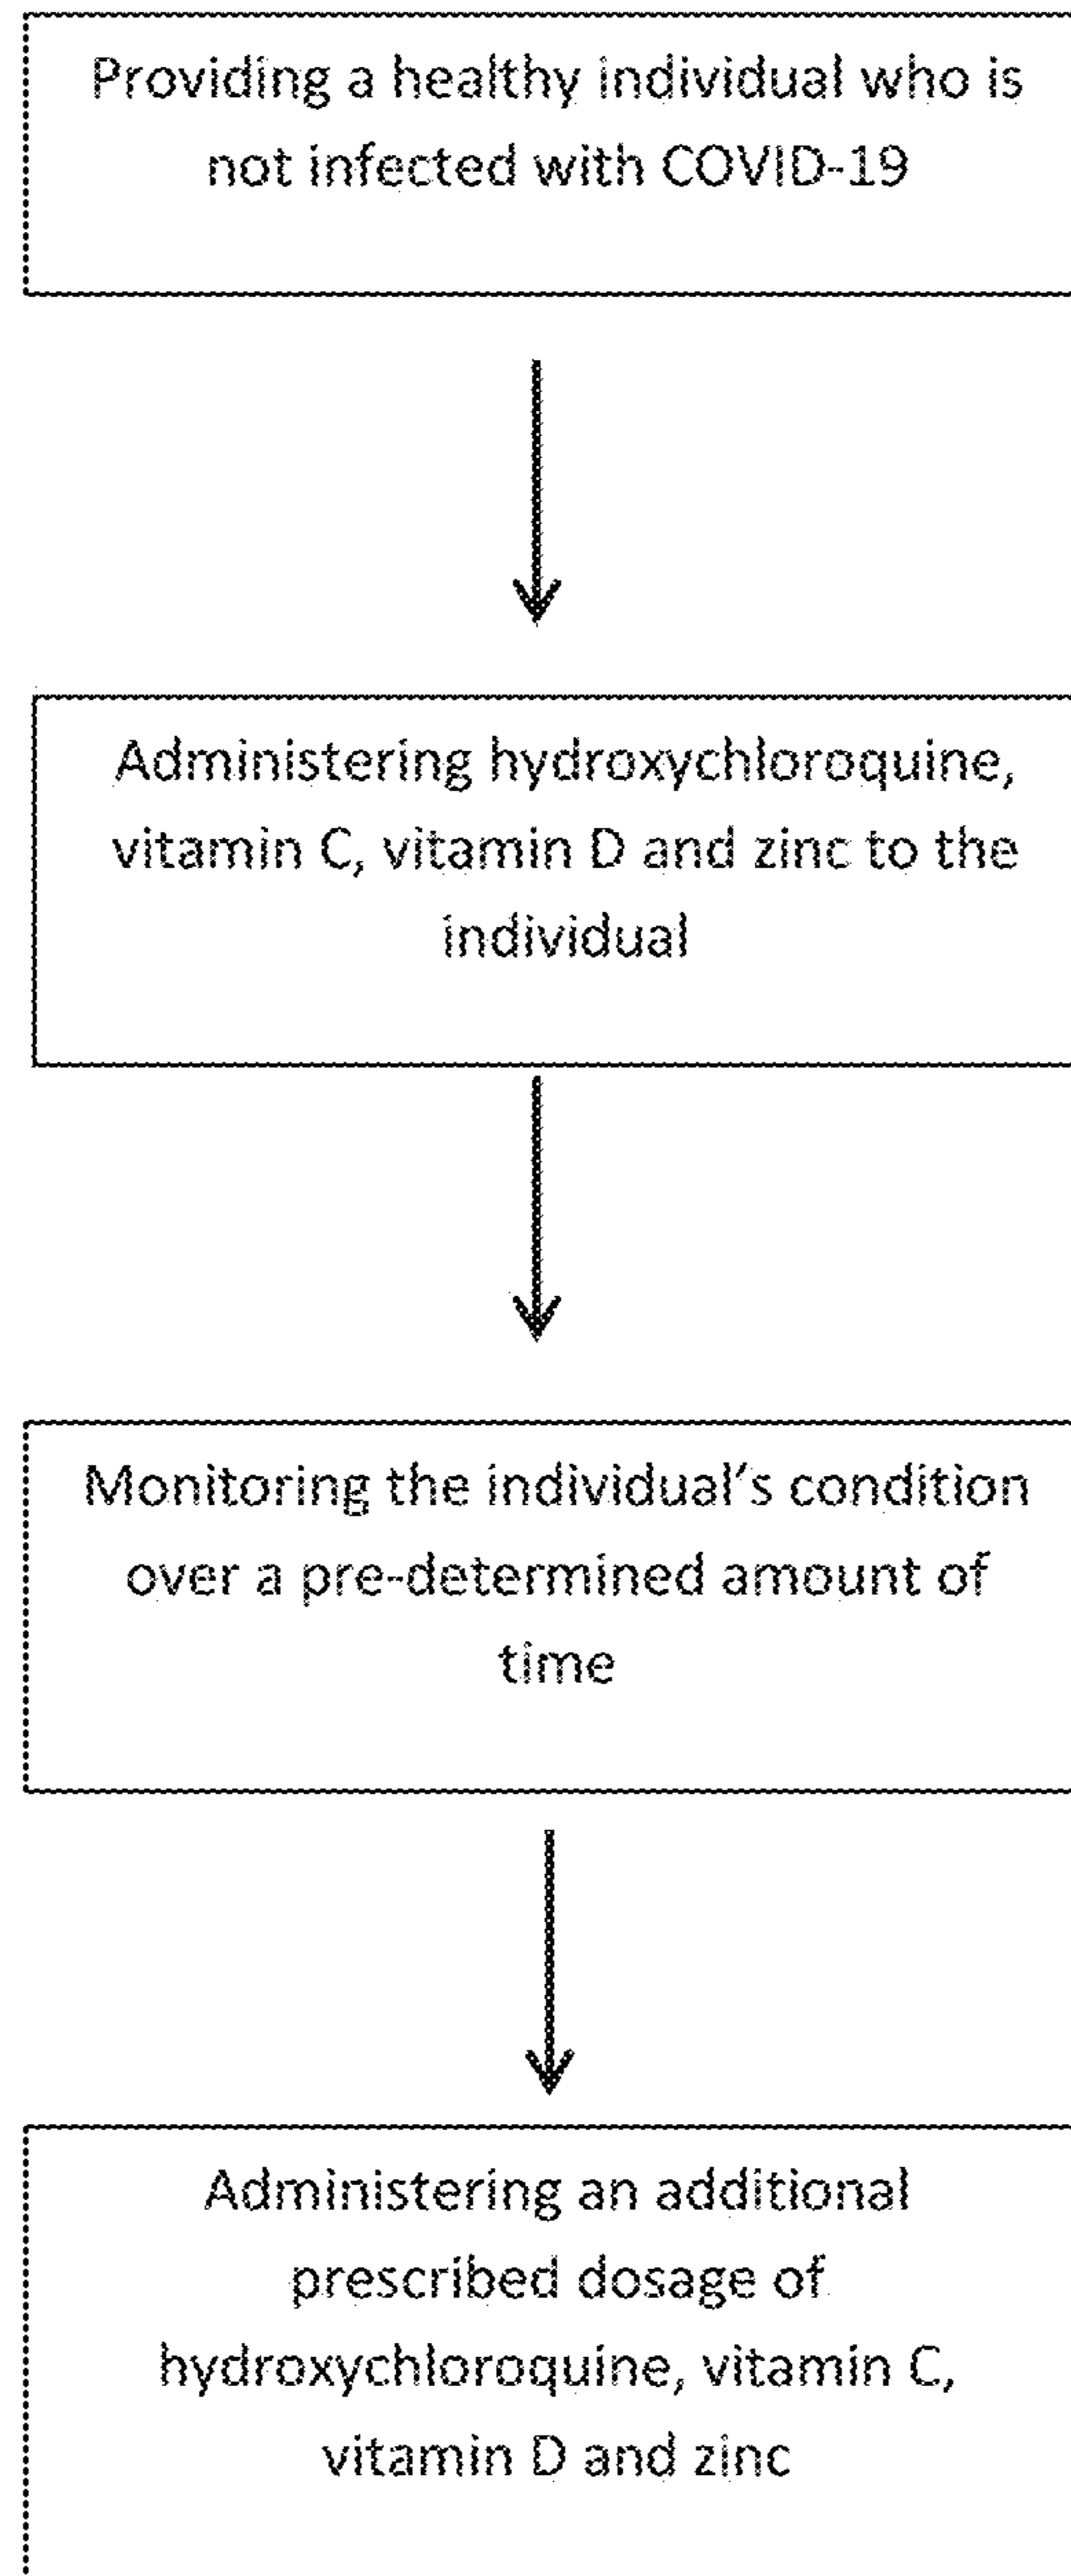 Providing a healthy individual who is
not infected with COVID-19
Administering hydroxychloroquine,
vitamin C, vitamin D and zinc to the
individual
Monitoring the individual's condition
over a pre-determined amount of
time
Administering an additional
prescribed dosage of
hydroxychloroquine, vitamin C,
vitamin D and zinc